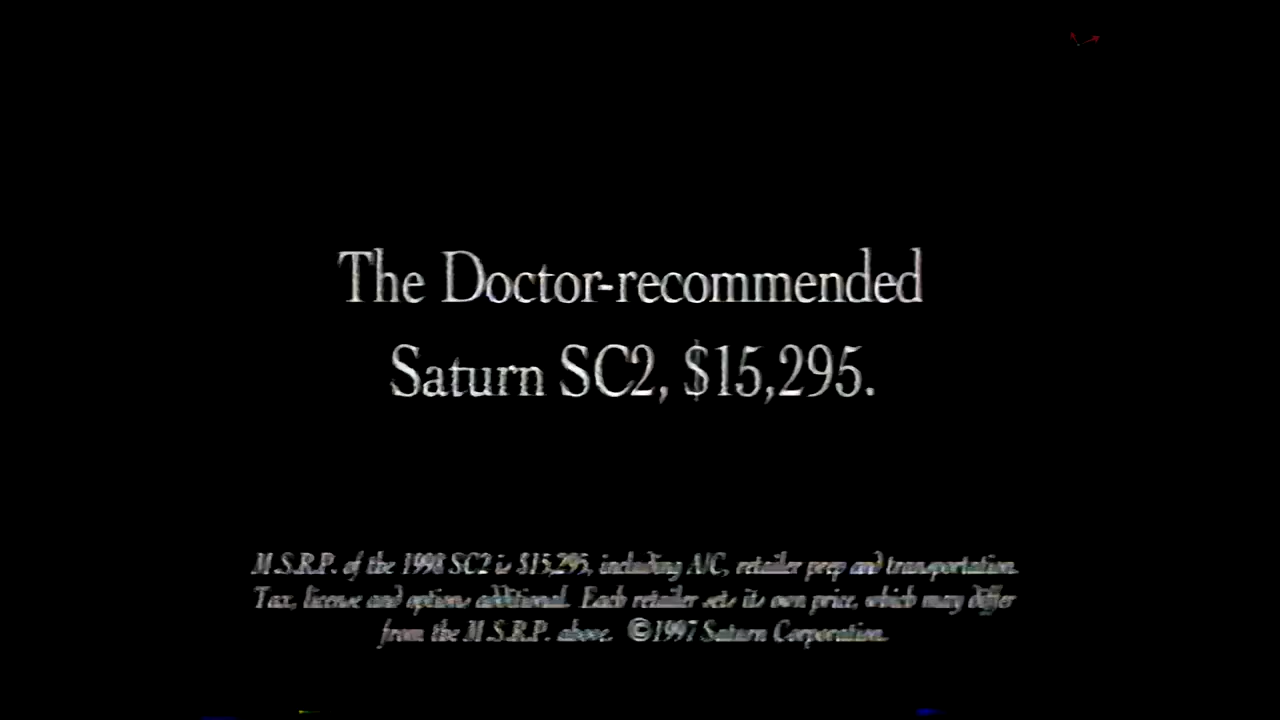 The Doctor-recommended
Saturn SC2, $15,295.
M.S.R.P. of the 1998 SC2 is $15,295, including A/C, retailer prep and transportation.
Tax, license and options additional. Each retailer sets its own price, which may differ
from the M.S.R.P. above. ©1997 Saturn Corporation.